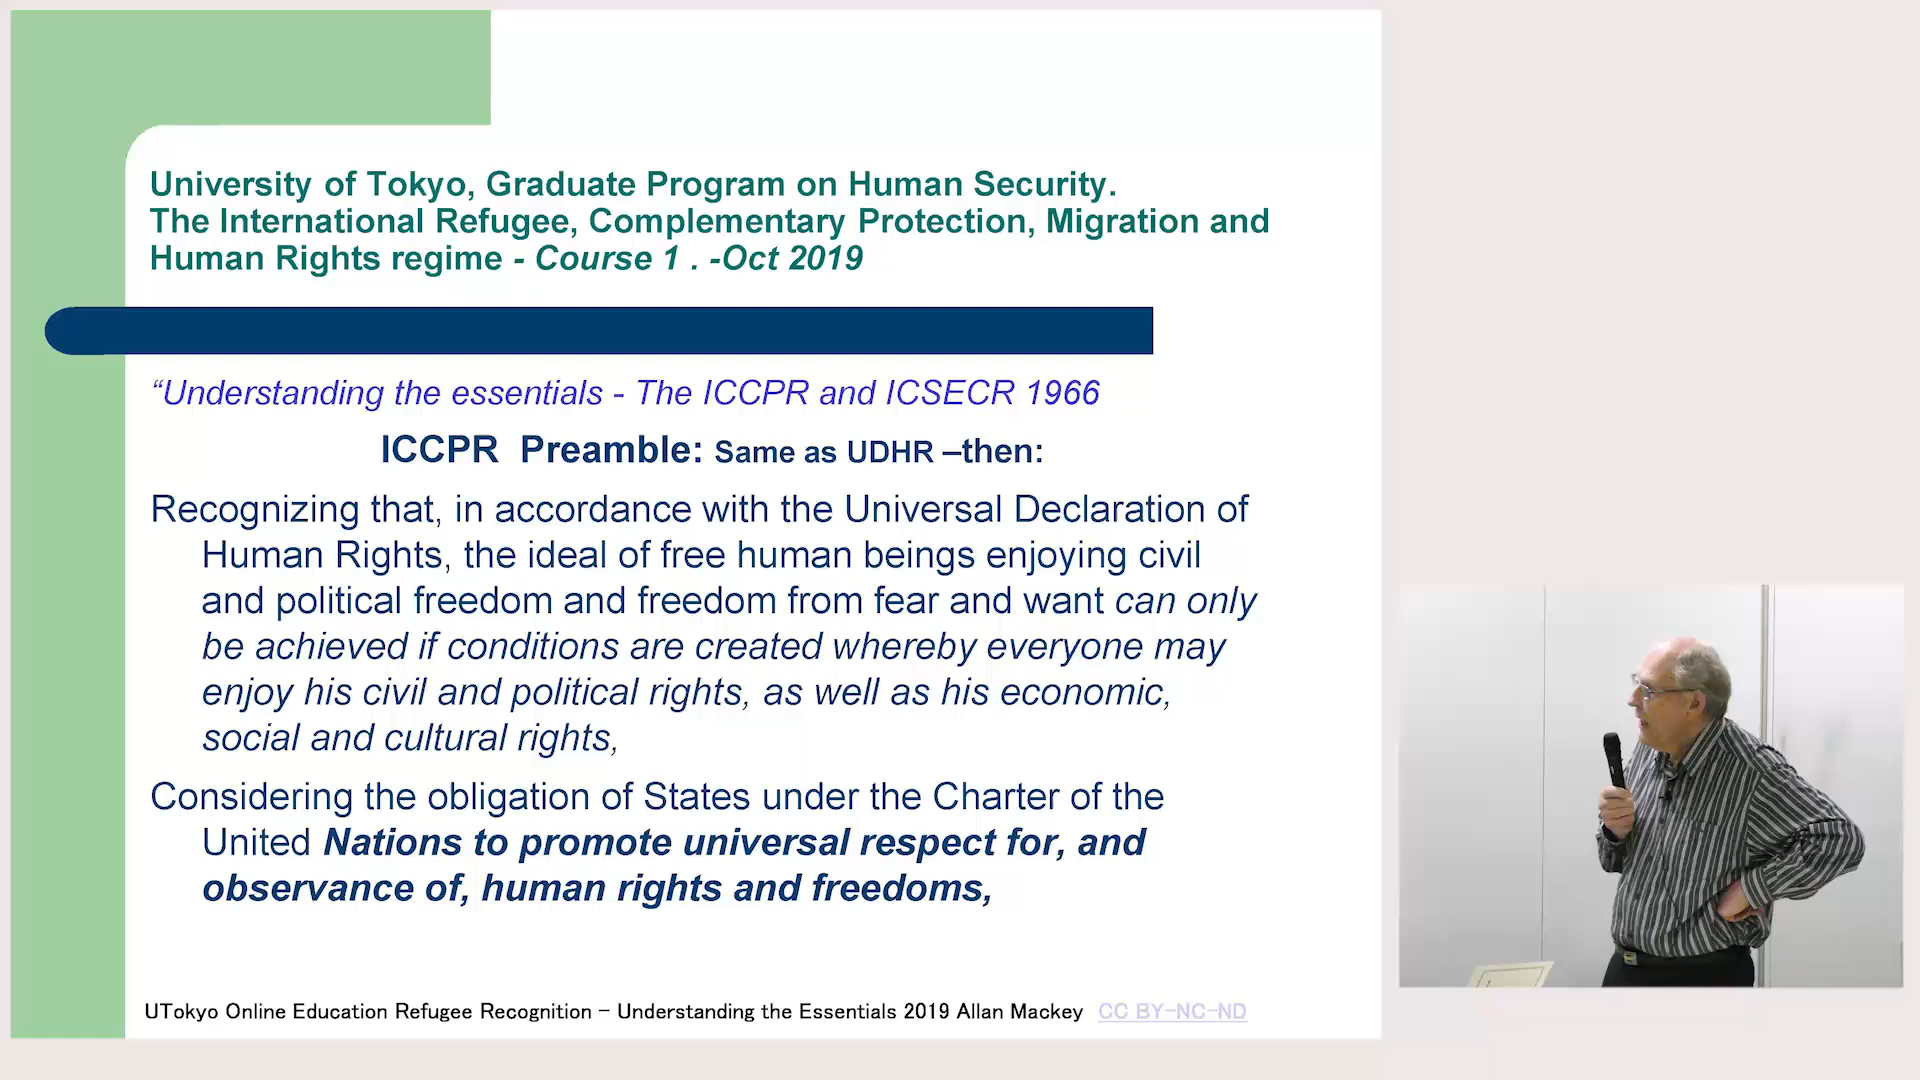 University of Tokyo, Graduate Program on Human Security.
The International Refugee, Complementary Protection, Migration and
Human Rights regime - Course 1 . -Oct 2019
“Understanding the essentials - The ICCPR and ICSECR 1966
ICCPR Preamble: Same as UDHR –then:
Recognizing that, in accordance with the Universal Declaration of
Human Rights, the ideal of free human beings enjoying civil
and political freedom and freedom from fear and want can only
be achieved if conditions are created whereby everyone may
enjoy his civil and political rights, as well as his economic,
social and cultural rights,
Considering the obligation of States under the Charter of the
United Nations to promote universal respect for, and
observance of, human rights and freedoms,
UTokyo Online Education Refugee Recognition – Understanding the Essentials 2019 Allan Mackey CC BY-NC-ND